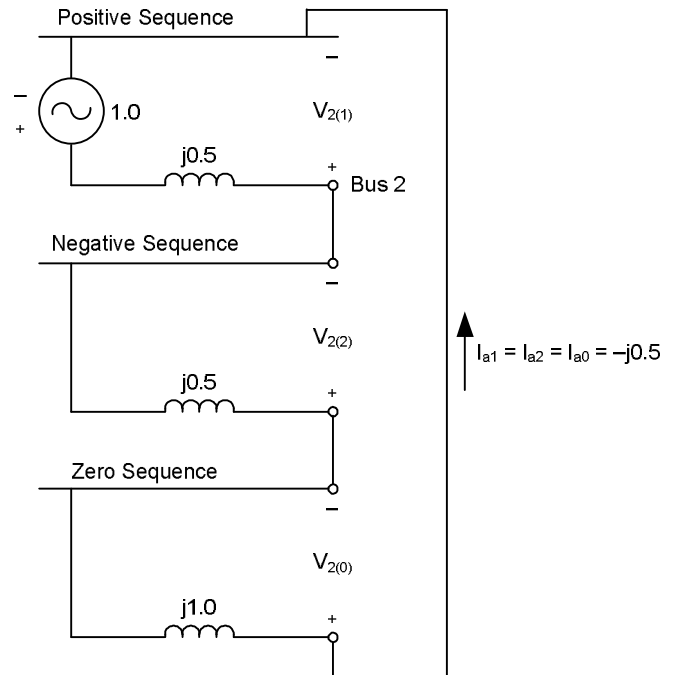 Positive Sequence
–
–
1.0
V2(1)
+
j0.5
+
Bus 2
Negative Sequence
–
V2(2)
Ia1 = Ia2 = Ia0 = –j0.5
j0.5
+
Zero Sequence
–
V2(0)
j1.0
+